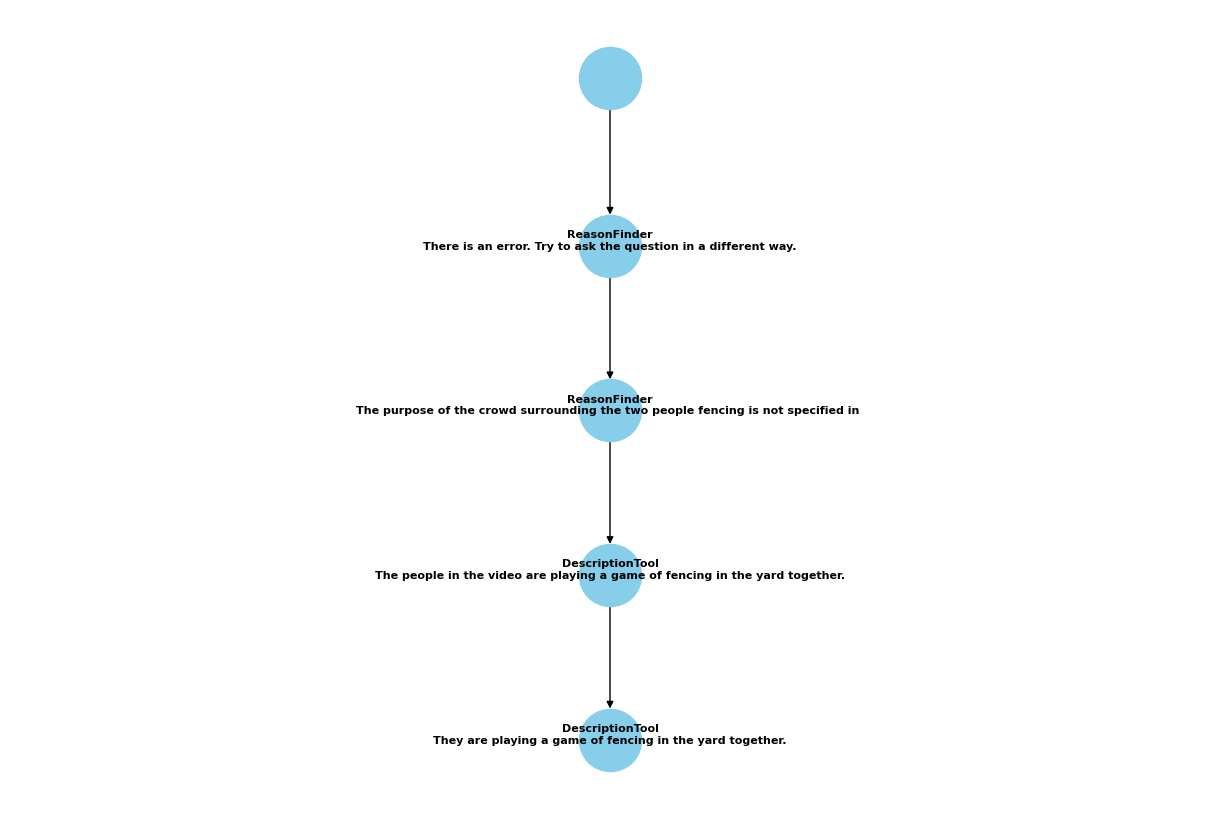 ReasonFinder
There is an error. Try to ask the question in a different way.
ReasonFinder
The purpose of the crowd surrounding the two people fencing is not specified in
DescriptionTool
The people in the video are playing a game of fencing in the yard together.
DescriptionTool
They are playing a game of fencing in the yard together.